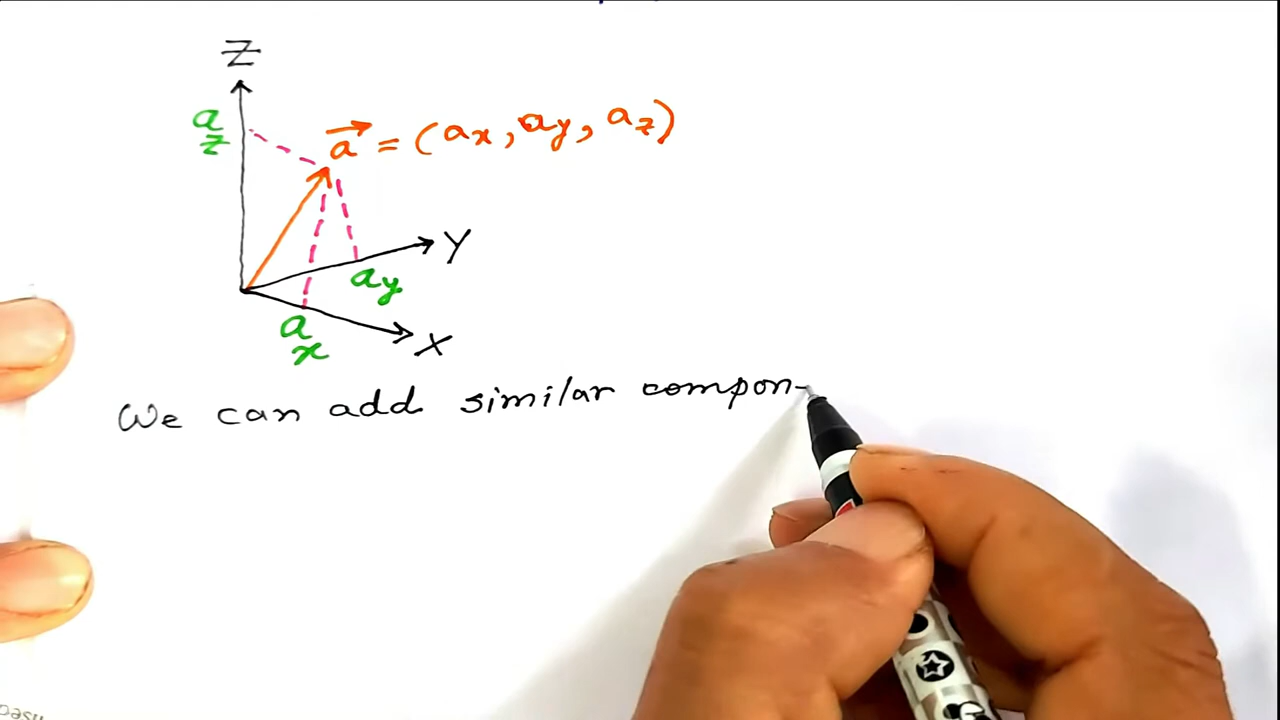 Z
a z
a⃗ = (ax, ay, az)
Y
ay
a x
X
We can add similar compon